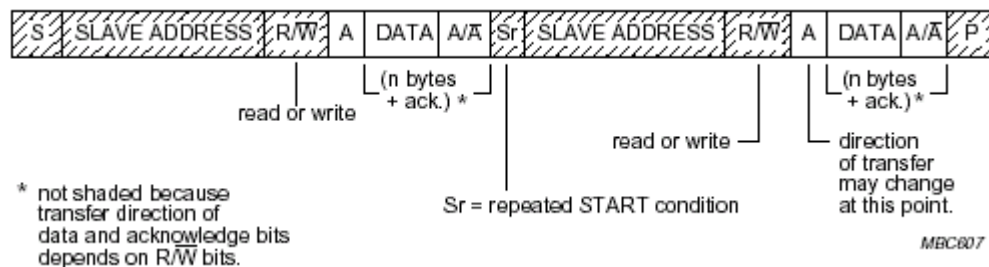 S SLAVE ADDRESS R/W̅ A DATA A/A̅ Sr SLAVE ADDRESS R/W̅ A DATA A/A̅ P
(n bytes
+ ack.) *
(n bytes
+ ack.) *
read or write
read or write
direction
of transfer
may change
at this point.
* not shaded because
transfer direction of
data and acknowledge bits
depends on R/W̅ bits.
Sr = repeated START condition
MBC607